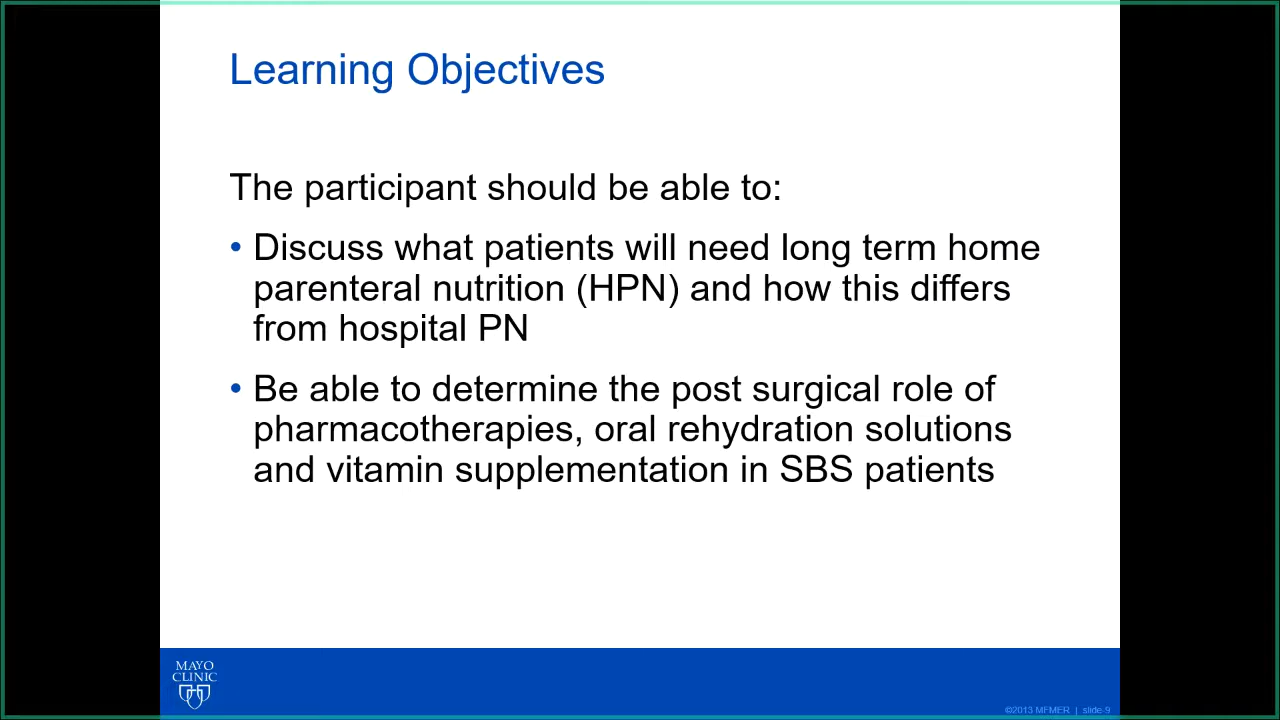 Learning Objectives
The participant should be able to:
• Discuss what patients will need long term home
parenteral nutrition (HPN) and how this differs
from hospital PN
• Be able to determine the post surgical role of
pharmacotherapies, oral rehydration solutions
and vitamin supplementation in SBS patients
MAYO
CLINIC
©2013 MFMER | slide-9